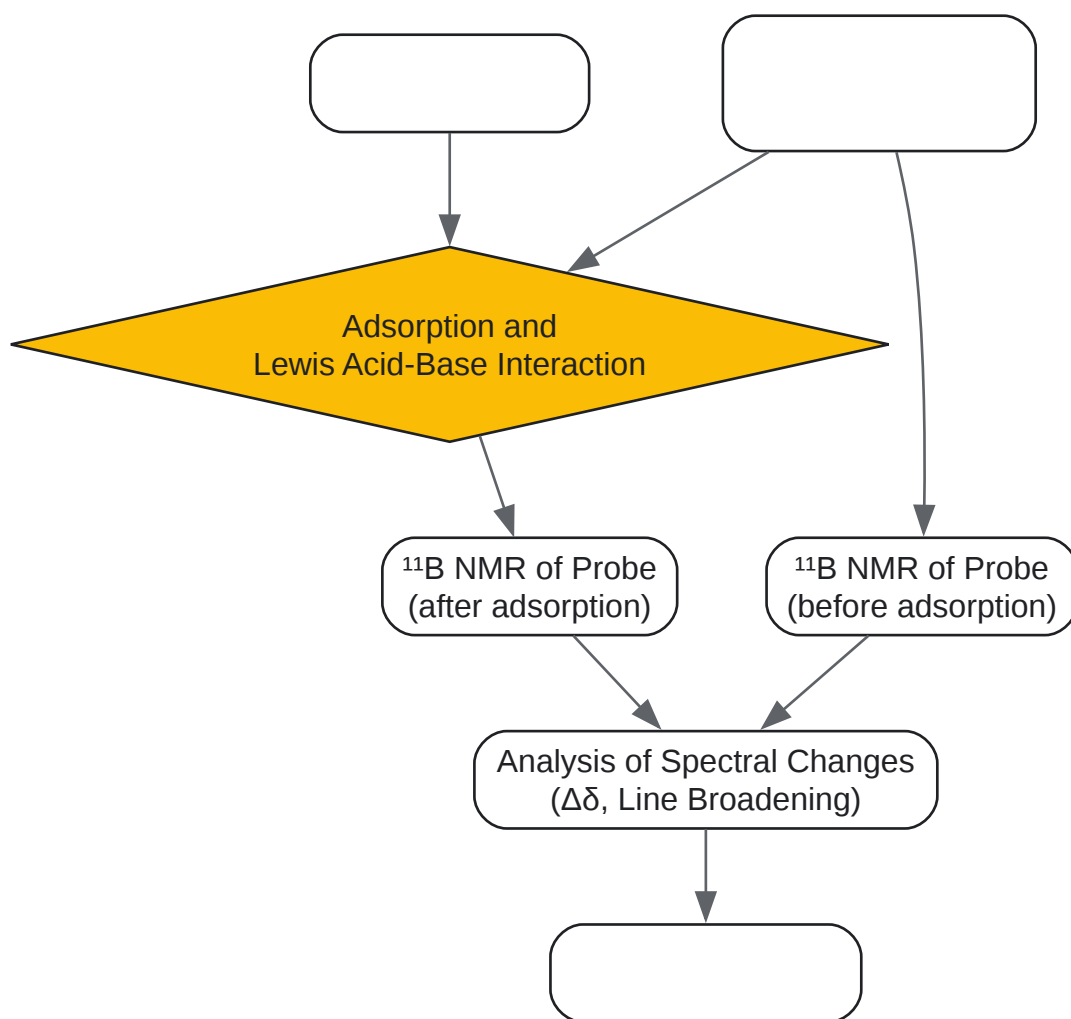 Adsorption and
Lewis Acid-Base Interaction
¹¹B NMR of Probe
(after adsorption)
¹¹B NMR of Probe
(before adsorption)
Analysis of Spectral Changes
(Δδ, Line Broadening)